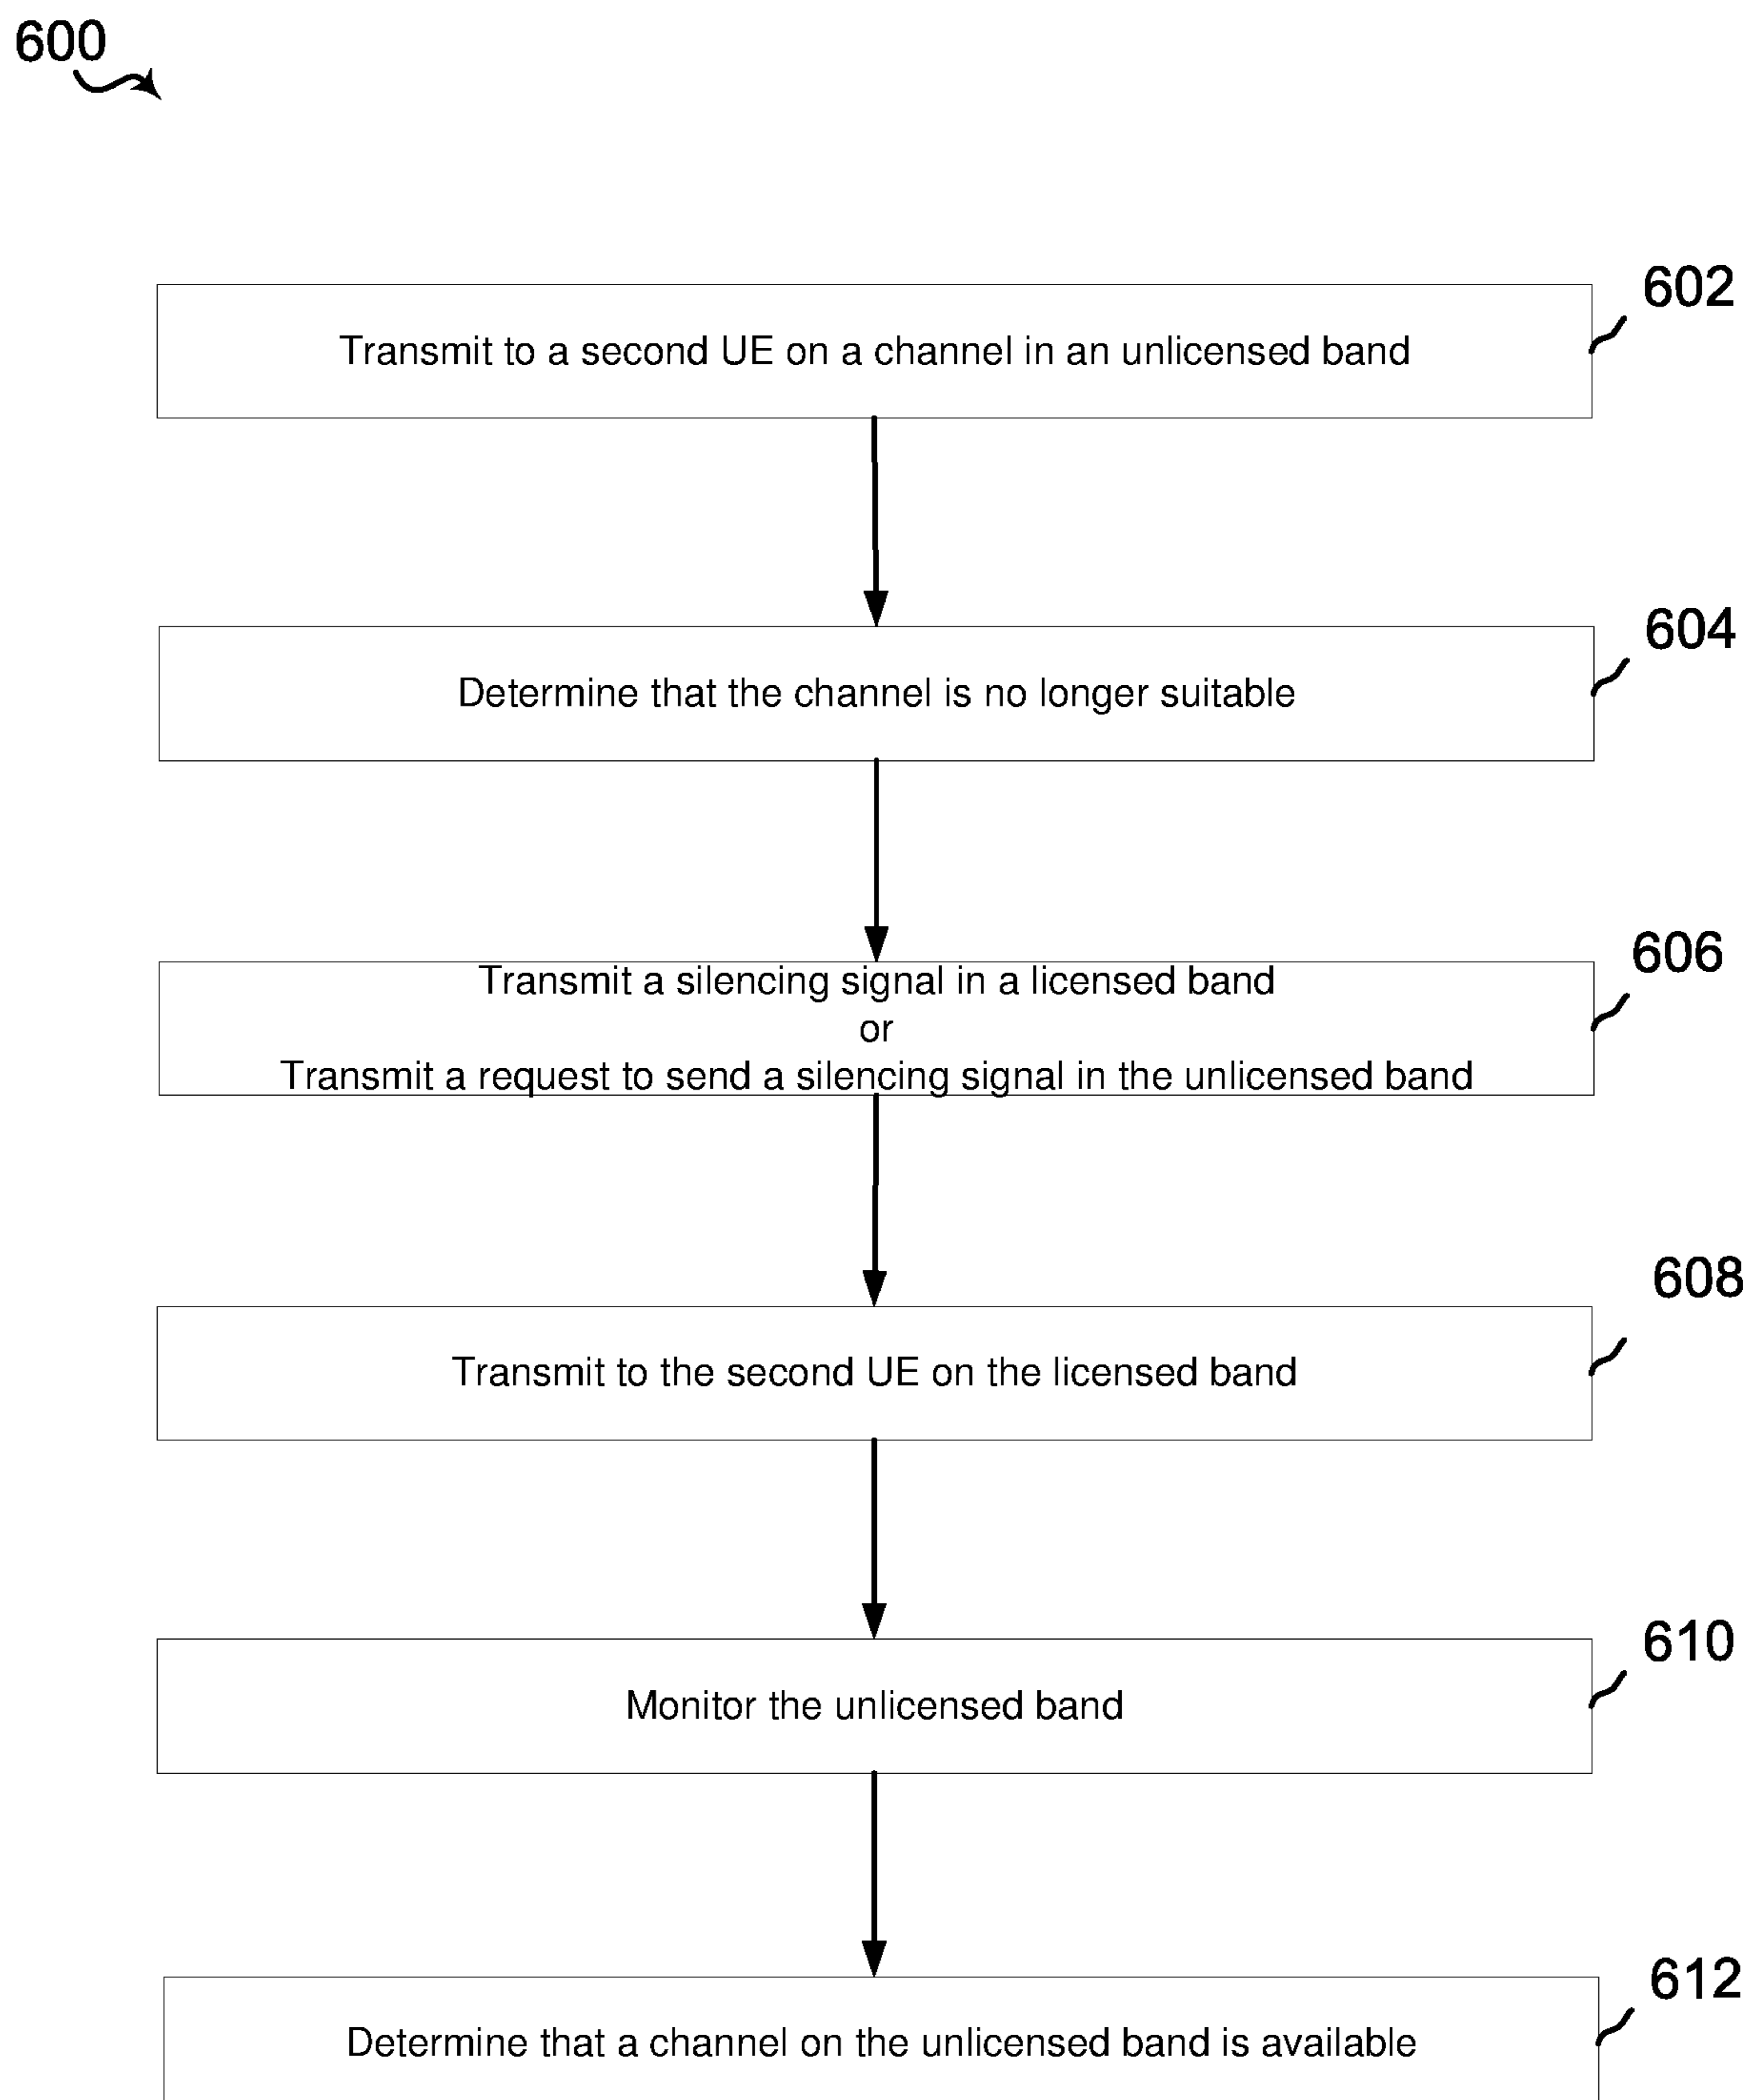 600
602
Transmit to a second UE on a channel in an unlicensed band
604
Determine that the channel is no longer suitable
606
Transmit a silencing signal in a licensed band
or
Transmit a request to send a silencing signal in the unlicensed band
608
Transmit to the second UE on the licensed band
610
Monitor the unlicensed band
612
Determine that a channel on the unlicensed band is available